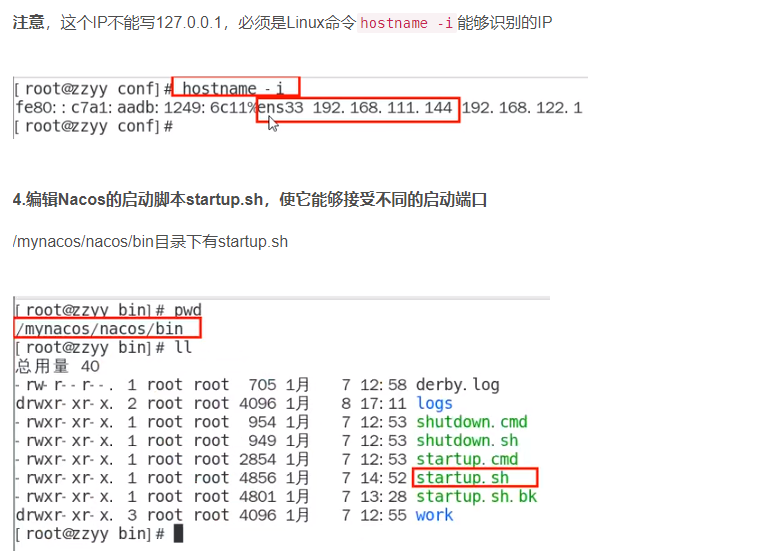 注意，这个IP不能写127.0.0.1，必须是Linux命令 hostname -i 能够识别的IP
[root@zzyy conf]# hostname -i
fe80::c7a1:aadb:1249:6c11%ens33 192.168.111.144 192.168.122.1
[root@zzyy conf]#
4.编辑Nacos的启动脚本startup.sh，使它能够接受不同的启动端口
/mynacos/nacos/bin目录下有startup.sh
[root@zzyy bin]# pwd
/mynacos/nacos/bin
[root@zzyy bin]# ll
总用量 40
-rw-r--r--. 1 root root 705 1月 7 12:58 derby.log
drwxr-xr-x. 2 root root 4096 1月 8 17:11 logs
-rwxr-xr-x. 1 root root 954 1月 7 12:53 shutdown.cmd
-rwxr-xr-x. 1 root root 949 1月 7 12:53 shutdown.sh
-rwxr-xr-x. 1 root root 2854 1月 7 12:53 startup.cmd
-rwxr-xr-x. 1 root root 4856 1月 7 14:52 startup.sh
-rwxr-xr-x. 1 root root 4801 1月 7 13:28 startup.sh.bk
drwxr-xr-x. 3 root root 4096 1月 7 12:55 work
[root@zzyy bin]#